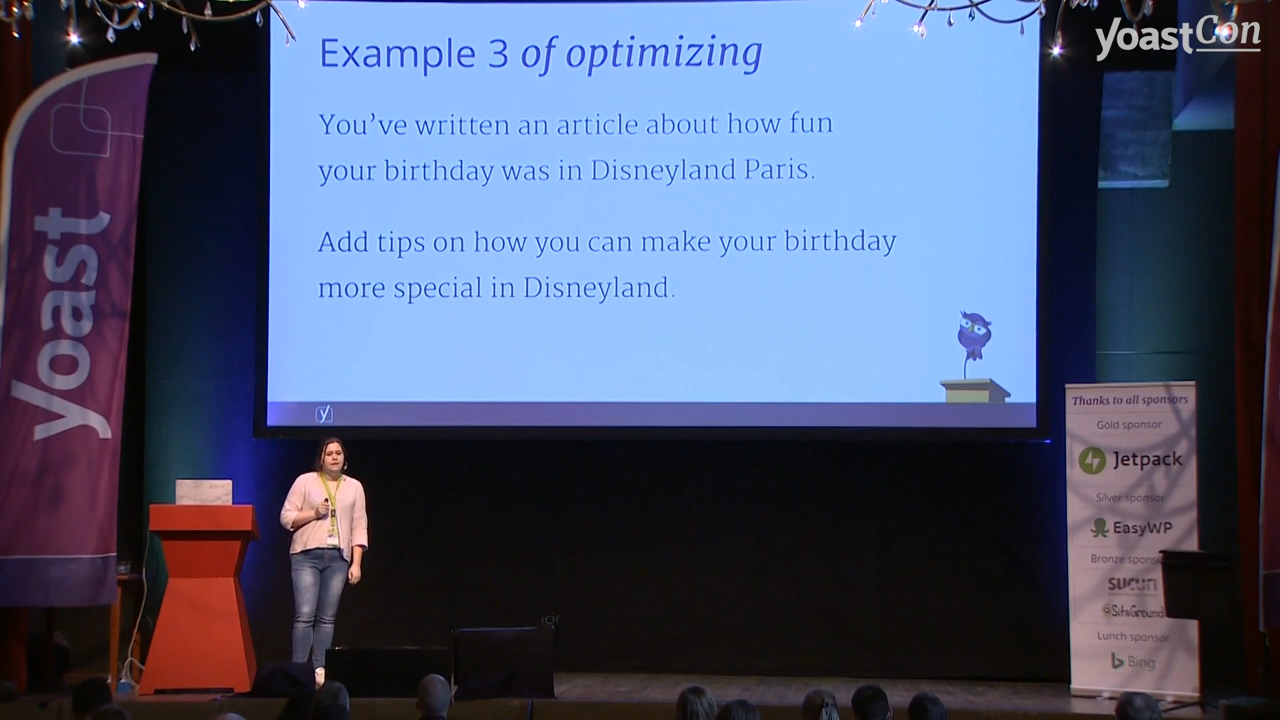 Example 3 of optimizing
You’ve written an article about how fun
your birthday was in Disneyland Paris.
Add tips on how you can make your birthday
more special in Disneyland.
yoastCon
yoast
Thanks to all sponsors
Gold sponsor
Jetpack
Silver sponsor
EasyWP
Bronze spons
sucuri
SiteGround
Lunch sponsor
Bing